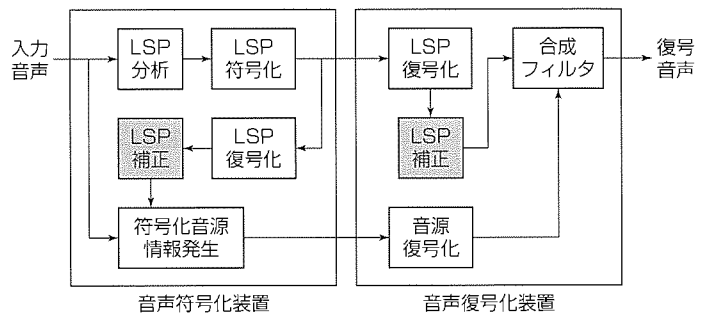 入力
音声
LSP
分析
LSP
符号化
LSP
復号化
合成
フィルタ
復号
音声
LSP
補正
LSP
復号化
LSP
補正
符号化音源
情報発生
音源
復号化
音声符号化装置
音声復号化装置